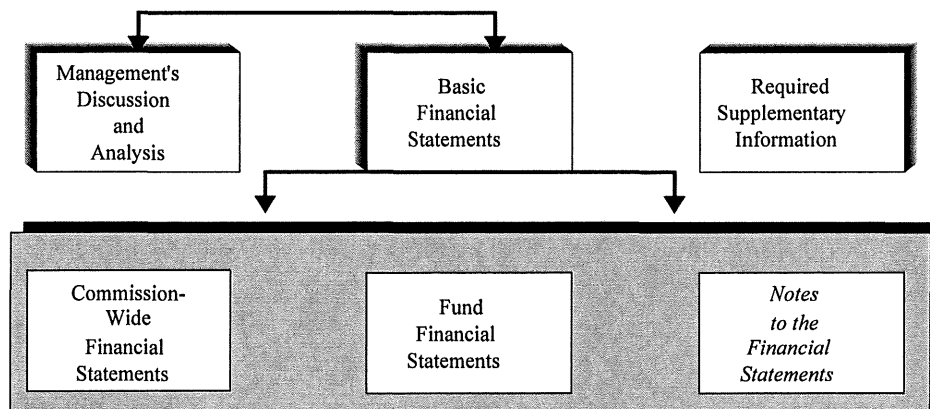 Management's
Discussion
and
Analysis
Basic
Financial
Statements
Required
Supplementary
Information
Commission-
Wide
Financial
Statements
Fund
Financial
Statements
Notes
to the
Financial
Statements